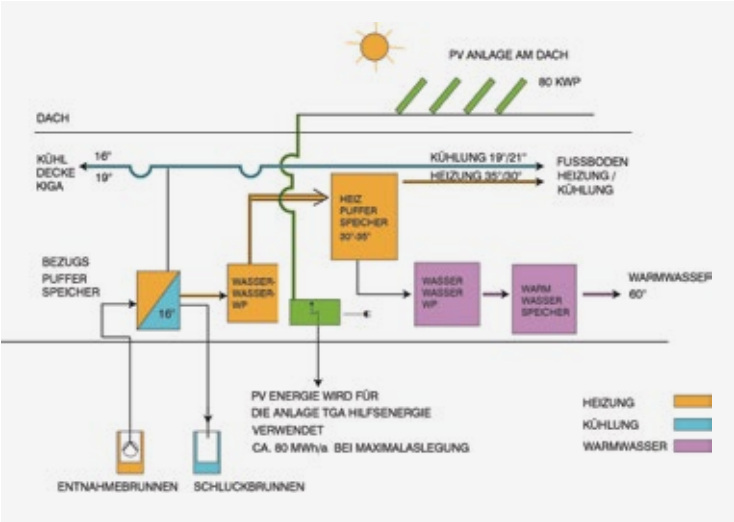 PV ANLAGE AM DACH
80 KWP
DACH
KÜHL
DECKE
KIGA
16°
19°
KÜHLUNG 19°/21°
HEIZUNG 35°/30°
FUSSBODEN
HEIZUNG /
KÜHLUNG
HEIZ
PUFFER
SPEICHER
30°-35°
BEZUGS
PUFFER
SPEICHER
16°
WASSER-
WASSER-
WP
WASSER
WASSER
WP
WARM
WASSER
SPEICHER
WARMWASSER
60°
PV ENERGIE WIRD FÜR
DIE ANLAGE TGA HILFSENERGIE
VERWENDET
CA. 80 MWh/a BEI MAXIMALASLEGUNG
HEIZUNG
KÜHLUNG
WARMWASSER
ENTNAHMEBRUNNEN
SCHLUCKBRUNNEN